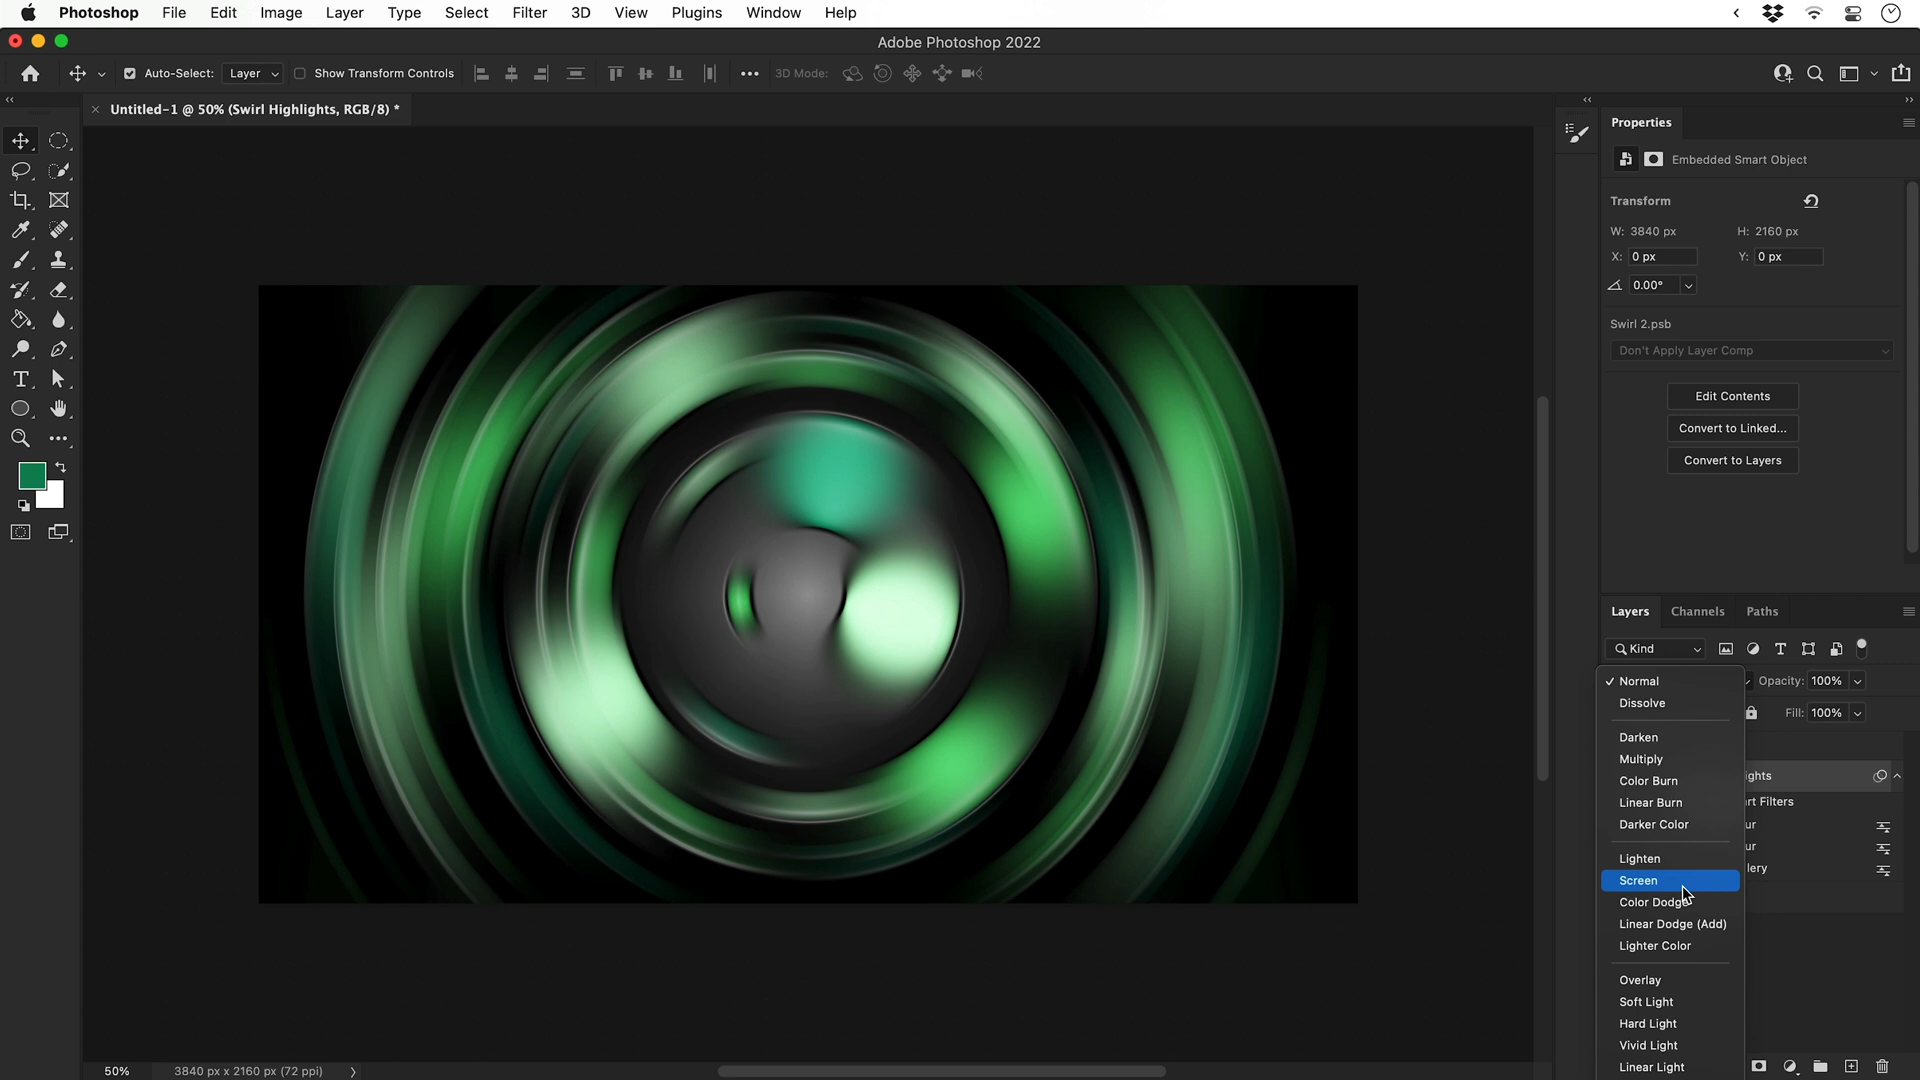 Photoshop File Edit Image Layer Type Select Filter 3D View Plugins Window Help
Adobe Photoshop 2022
Auto-Select: Layer Show Transform Controls 3D Mode:
Untitled-1 @ 50% (Swirl Highlights, RGB/8) *
Properties
Embedded Smart Object
Transform
W: 3840 px H: 2160 px
X: 0 px Y: 0 px
0.00°
Swirl 2.psb
Don't Apply Layer Comp
Edit Contents
Convert to Linked...
Convert to Layers
Layers Channels Paths
Kind
Normal Opacity: 100%
Dissolve Fill: 100%
Darken
Multiply
Color Burn ights
Linear Burn rt Filters
Darker Color ur
Lighten ur
Screen lery
Color Dodge
Linear Dodge (Add)
Lighter Color
Overlay
Soft Light
Hard Light
Vivid Light
Linear Light
50% 3840 px x 2160 px (72 ppi)